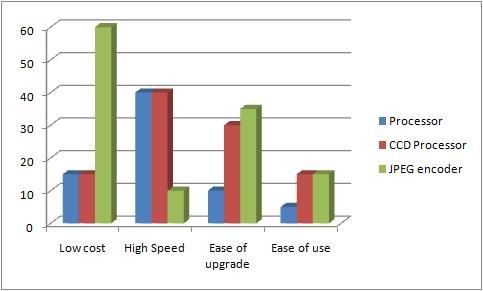 60
50
40
30
20
10
0
Low cost
High Speed
Ease of
upgrade
Ease of use
Processor
CCD Processor
JPEG encoder